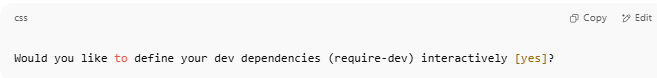 css Copy Edit
Would you like to define your dev dependencies (require-dev) interactively [yes]?